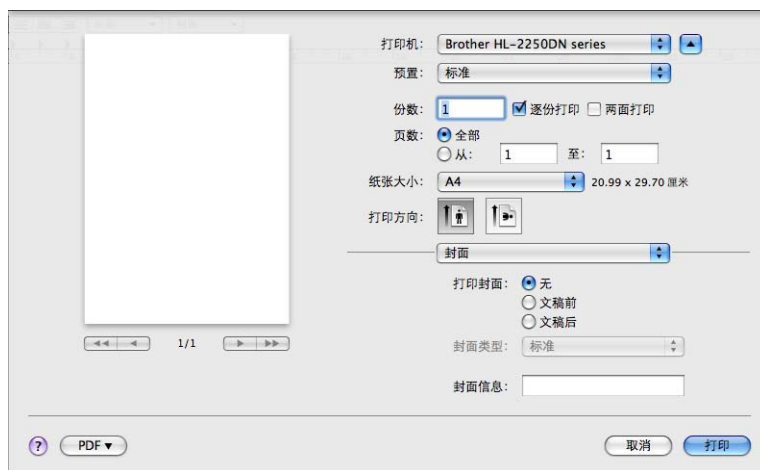 打印机: Brother HL-2250DN series
预置: 标准
份数: 1 逐份打印 两面打印
页数: 全部
从: 1 至: 1
纸张大小: A4 20.99 x 29.70 厘米
打印方向:
封面
打印封面: 无
文稿前
文稿后
1/1
封面类型: 标准
封面信息:
? PDF▼ 取消 打印